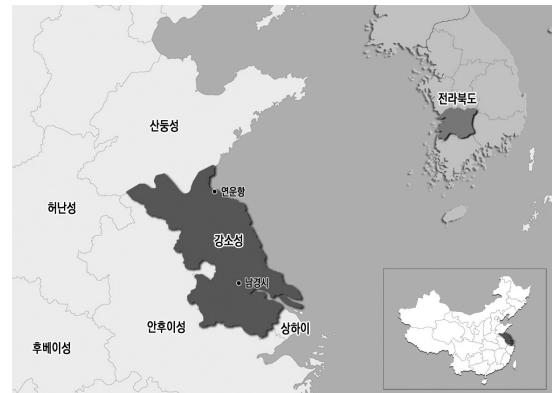 전라북도
산둥성
연운항
허난성
강소성
남경시
안후이성
상하이
후베이성